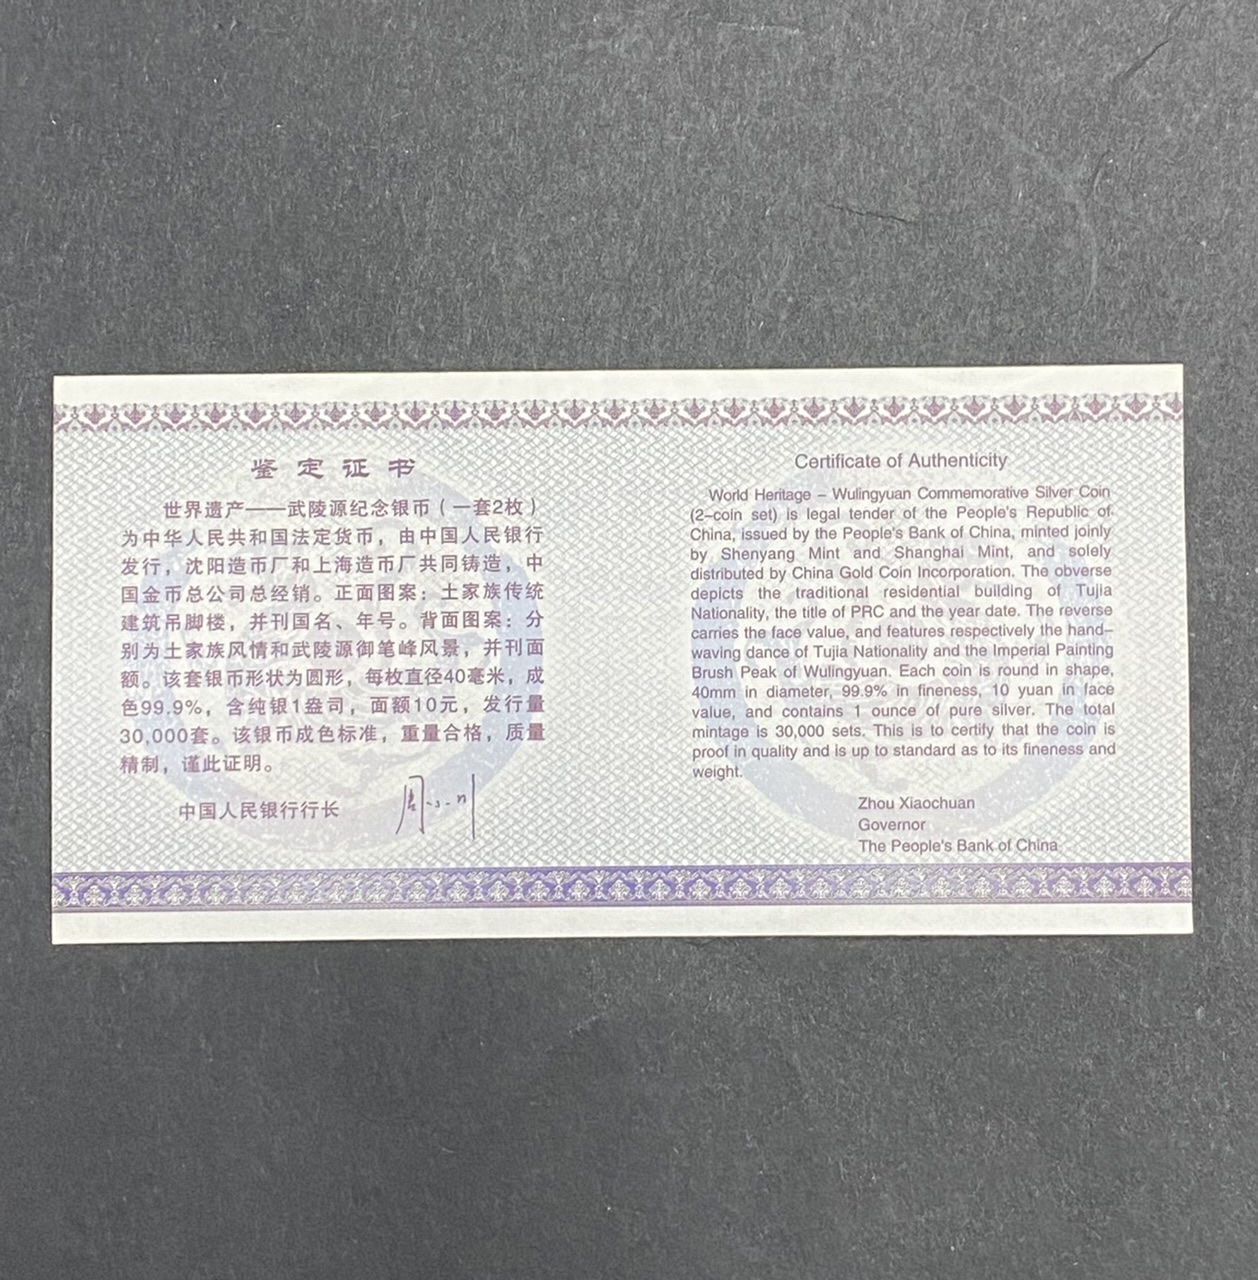 鉴定证书
世界遗产——武陵源纪念银币（一套2枚）
为中华人民共和国法定货币，由中国人民银行
发行，沈阳造币厂和上海造币厂共同铸造，中
国金币总公司总经销。正面图案：土家族传统
建筑吊脚楼，并刊国名、年号。背面图案：分
别为土家族风情和武陵源御笔峰风景，并刊面
额。该套银币形状为圆形，每枚直径40毫米，成
色99.9%，含纯银1盎司，面额10元，发行量
30,000套。该银币成色标准，重量合格，质量
精制，谨此证明。
中国人民银行行长
Certificate of Authenticity
World Heritage – Wulingyuan Commemorative Silver Coin
(2–coin set) is legal tender of the People's Republic of
China, issued by the People's Bank of China, minted joinly
by Shenyang Mint and Shanghai Mint, and solely
distributed by China Gold Coin Incorporation. The obverse
depicts the traditional residential building of Tujia
Nationality, the title of PRC and the year date. The reverse
carries the face value, and features respectively the hand–
waving dance of Tujia Nationality and the Imperial Painting
Brush Peak of Wulingyuan. Each coin is round in shape,
40mm in diameter, 99.9% in fineness, 10 yuan in face
value, and contains 1 ounce of pure silver. The total
mintage is 30,000 sets. This is to certify that the coin is
proof in quality and is up to standard as to its fineness and
weight.
Zhou Xiaochuan
Governor
The People's Bank of China